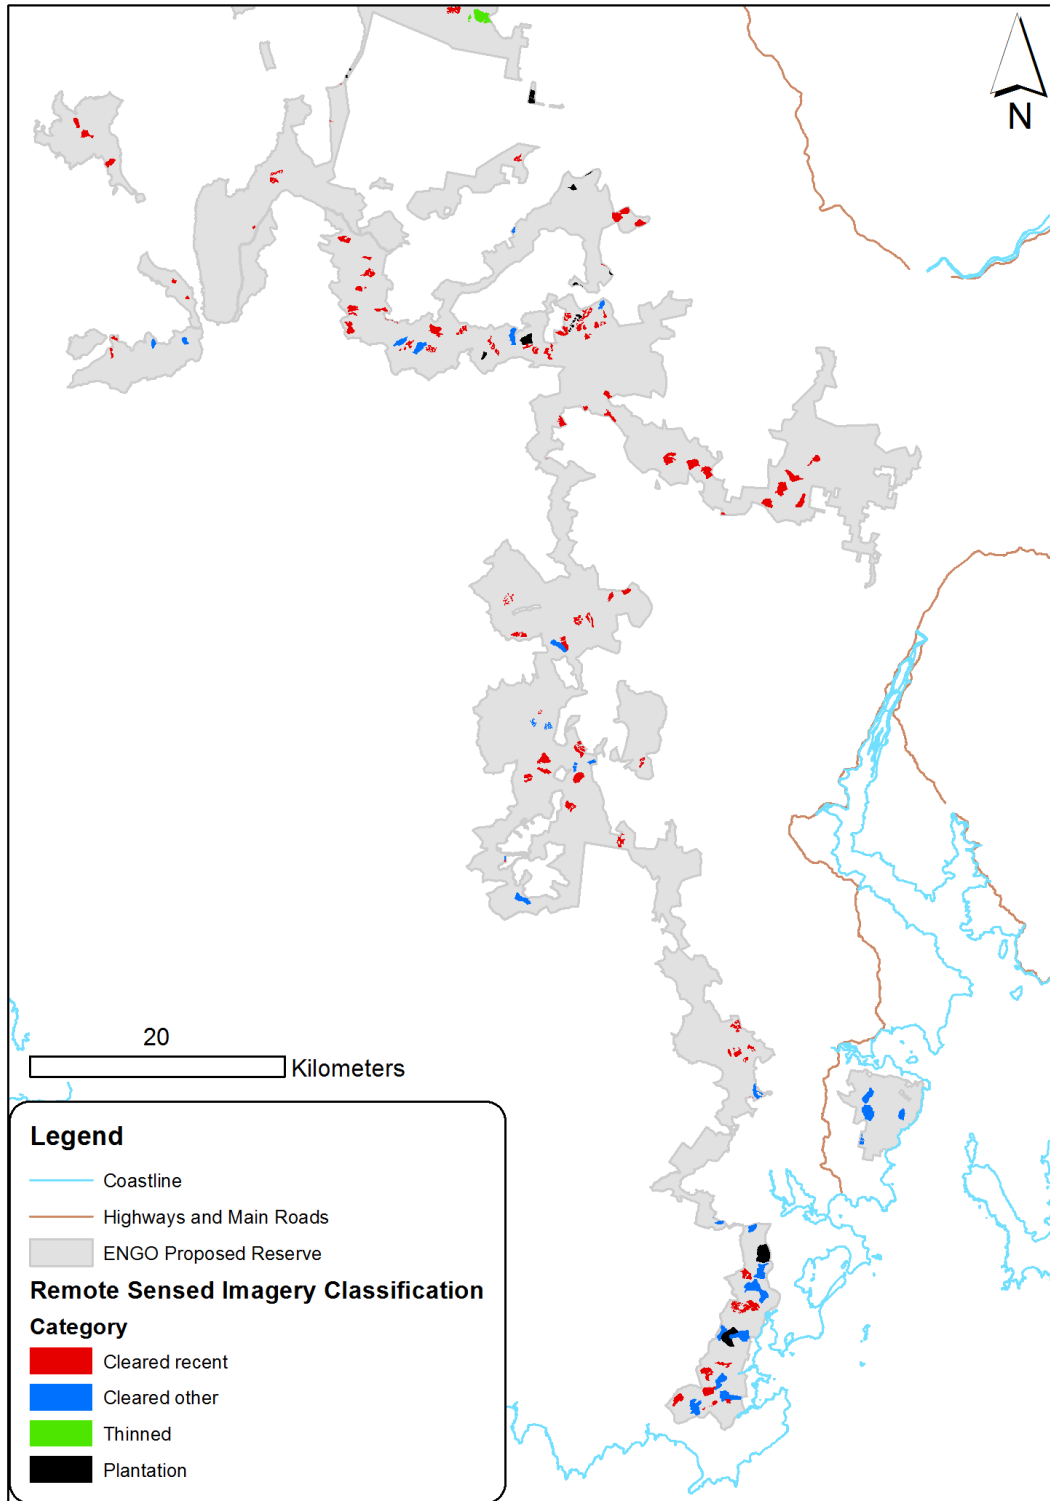 N
20
Kilometers
Legend
Coastline
Highways and Main Roads
ENGO Proposed Reserve
Remote Sensed Imagery Classification
Category
Cleared recent
Cleared other
Thinned
Plantation